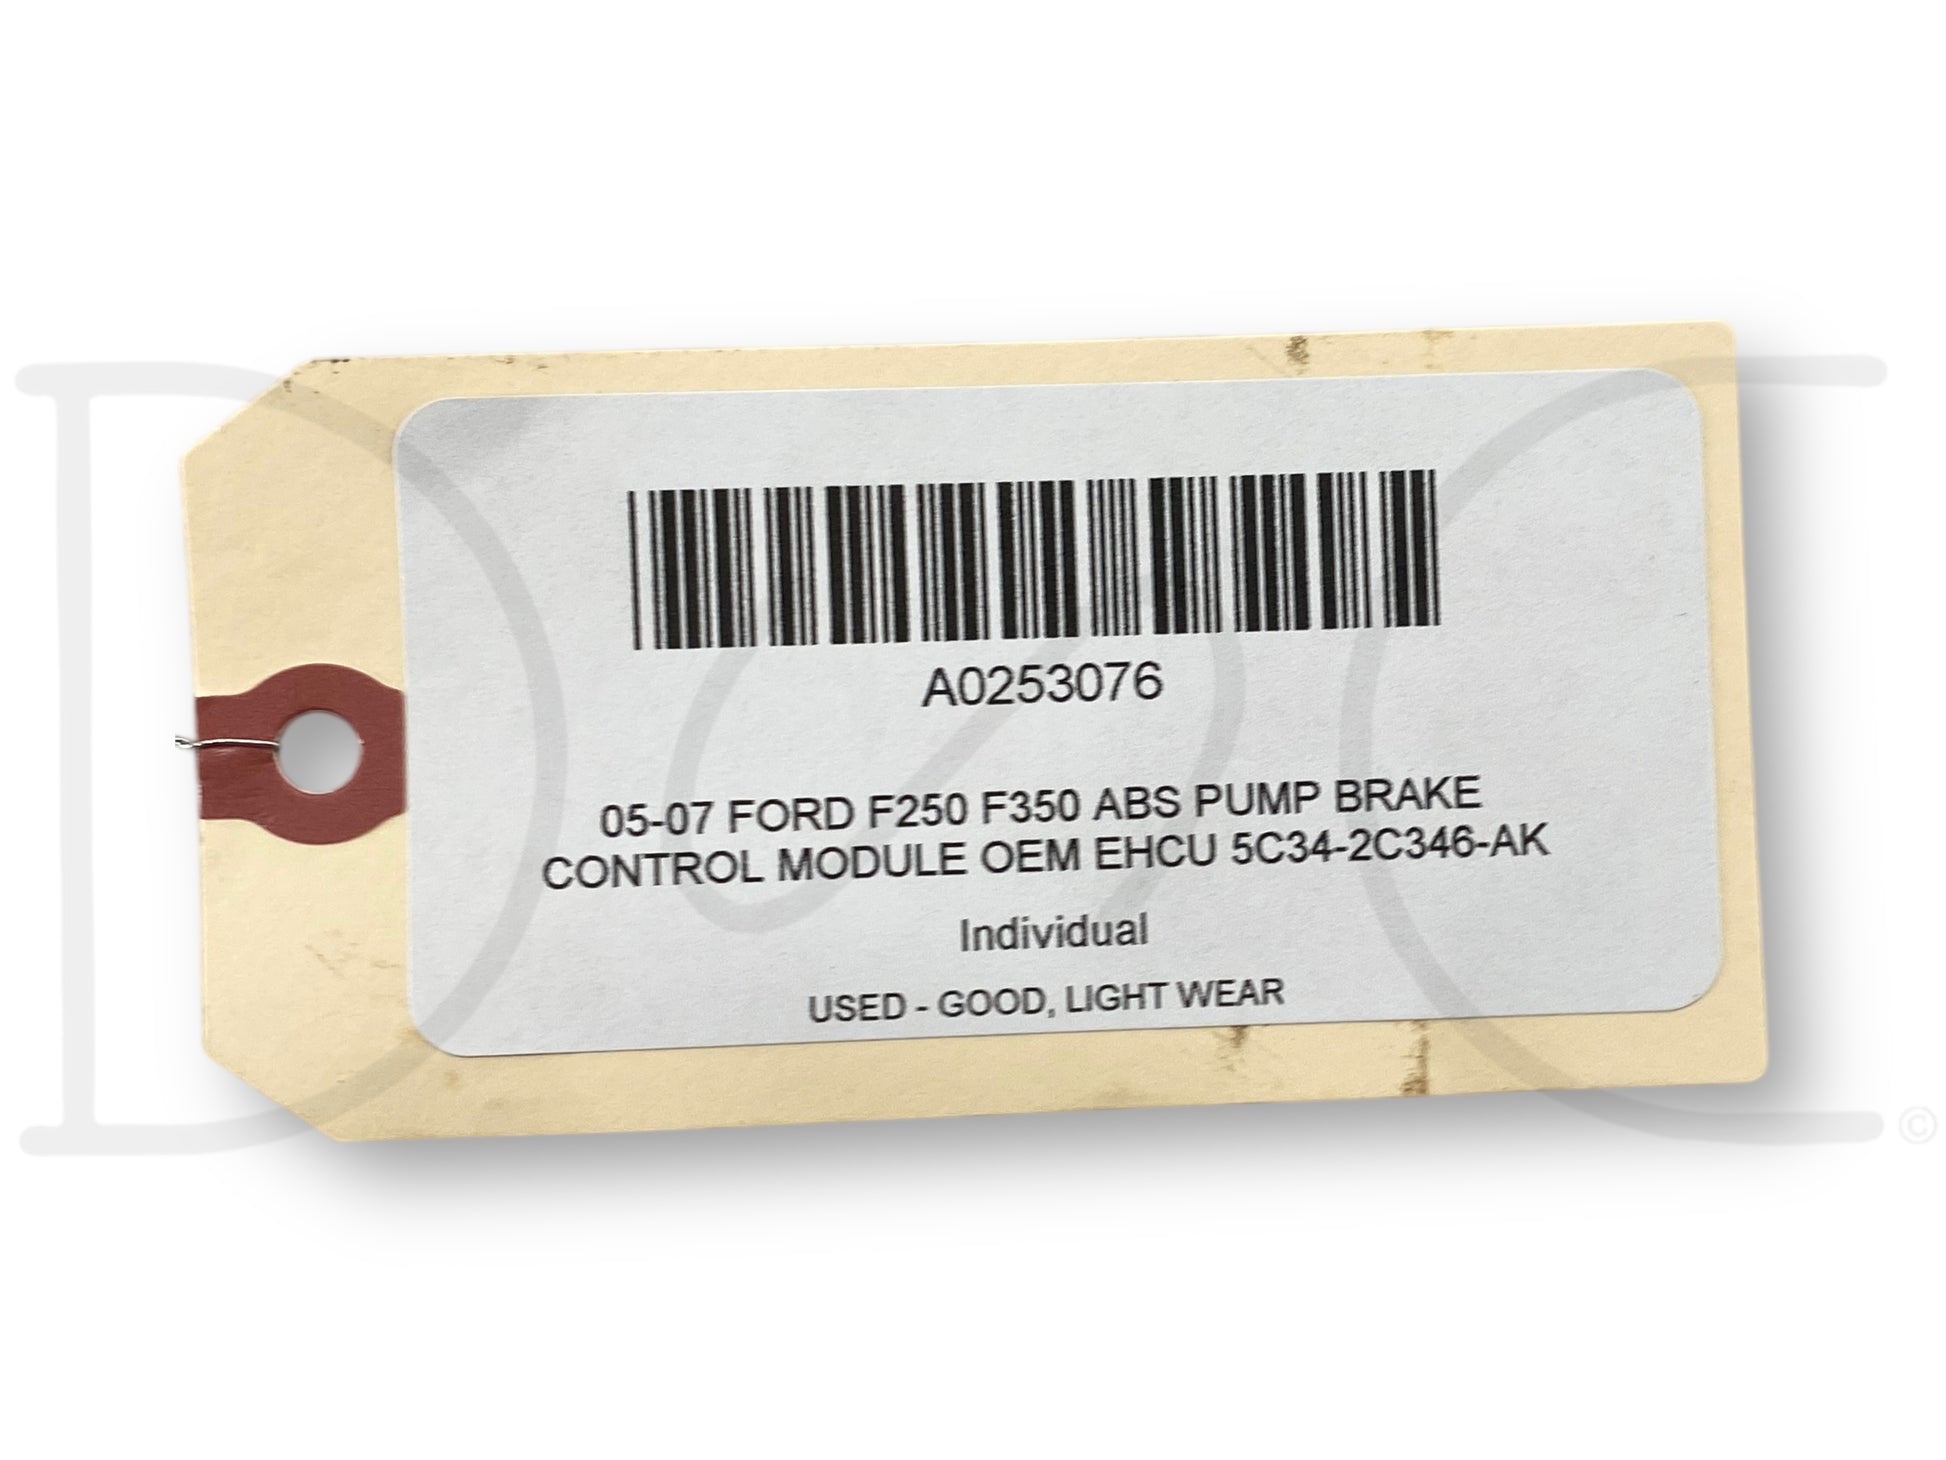 A0253076
05-07 FORD F250 F350 ABS PUMP BRAKE
CONTROL MODULE OEM EHCU 5C34-2C346-AK
Individual
USED - GOOD, LIGHT WEAR
©